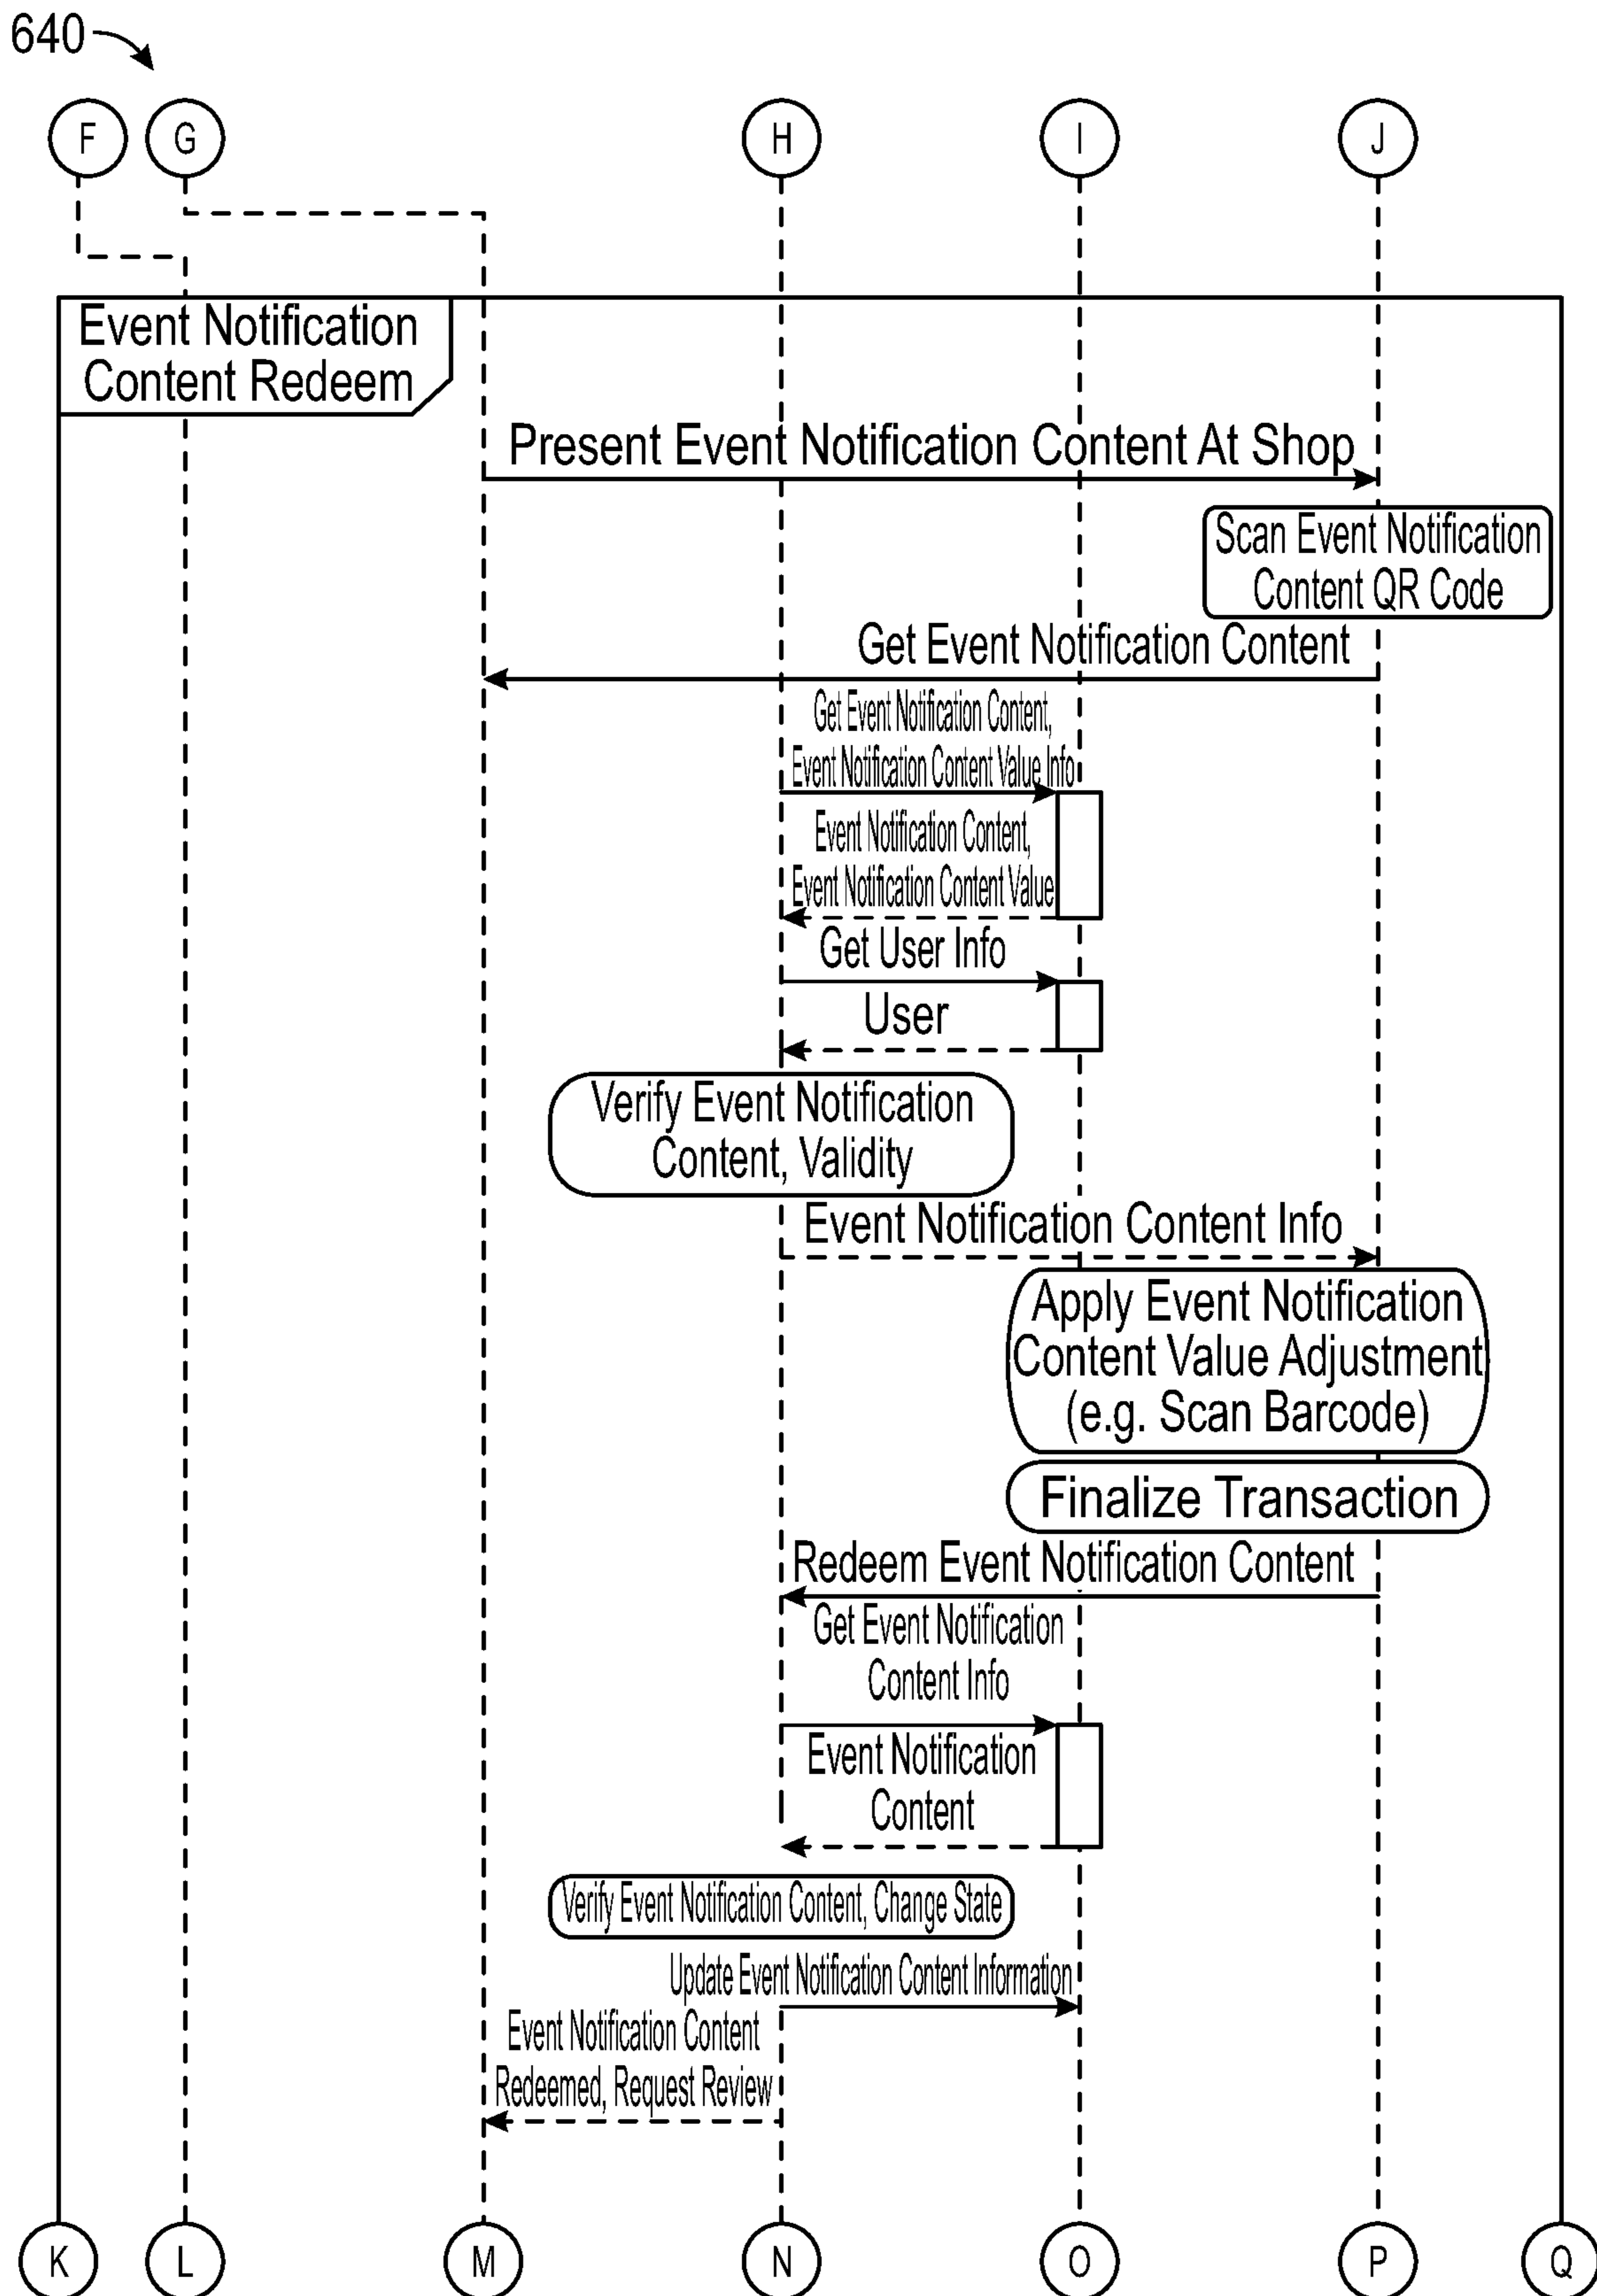 640
F
G
H
I
J
Event Notification
Content Redeem
Present Event Notification Content At Shop
Scan Event Notification
Content QR Code
Get Event Notification Content
Get Event Notification Content,
Event Notification Content Value Info
Event Notification Content,
Event Notification Content Value
Get User Info
User
Verify Event Notification
Content, Validity
Event Notification Content Info
Apply Event Notification
Content Value Adjustment
(e.g. Scan Barcode)
Finalize Transaction
Redeem Event Notification Content
Get Event Notification
Content Info
Event Notification
Content
Verify Event Notification Content, Change State
Update Event Notification Content Information
Event Notification Content
Redeemed, Request Review
K
L
M
N
O
P
Q